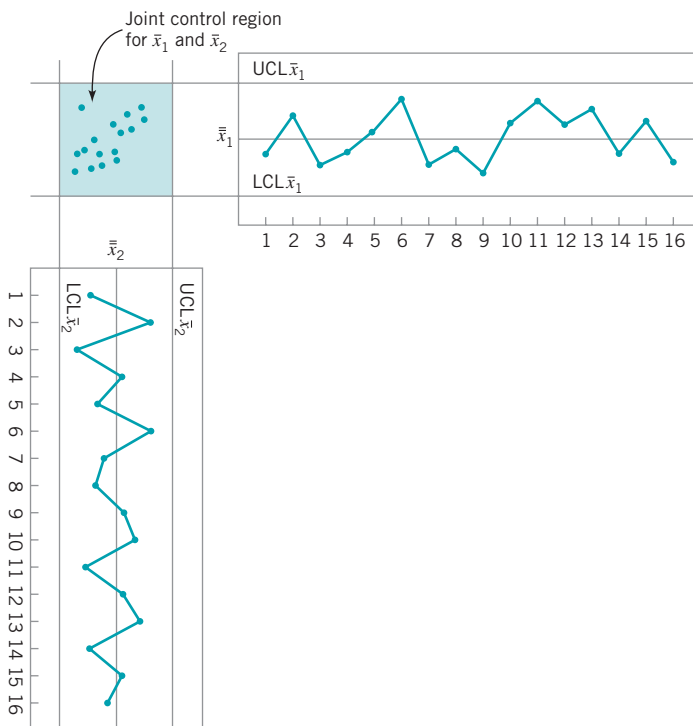 Joint control region
for x̄₁ and x̄₂
UCLx̄₁
x̿₁
LCLx̄₁
1 2 3 4 5 6 7 8 9 10 11 12 13 14 15 16
x̿₂
LCLx̄₂
UCLx̄₂
1
2
3
4
5
6
7
8
9
10
11
12
13
14
15
16